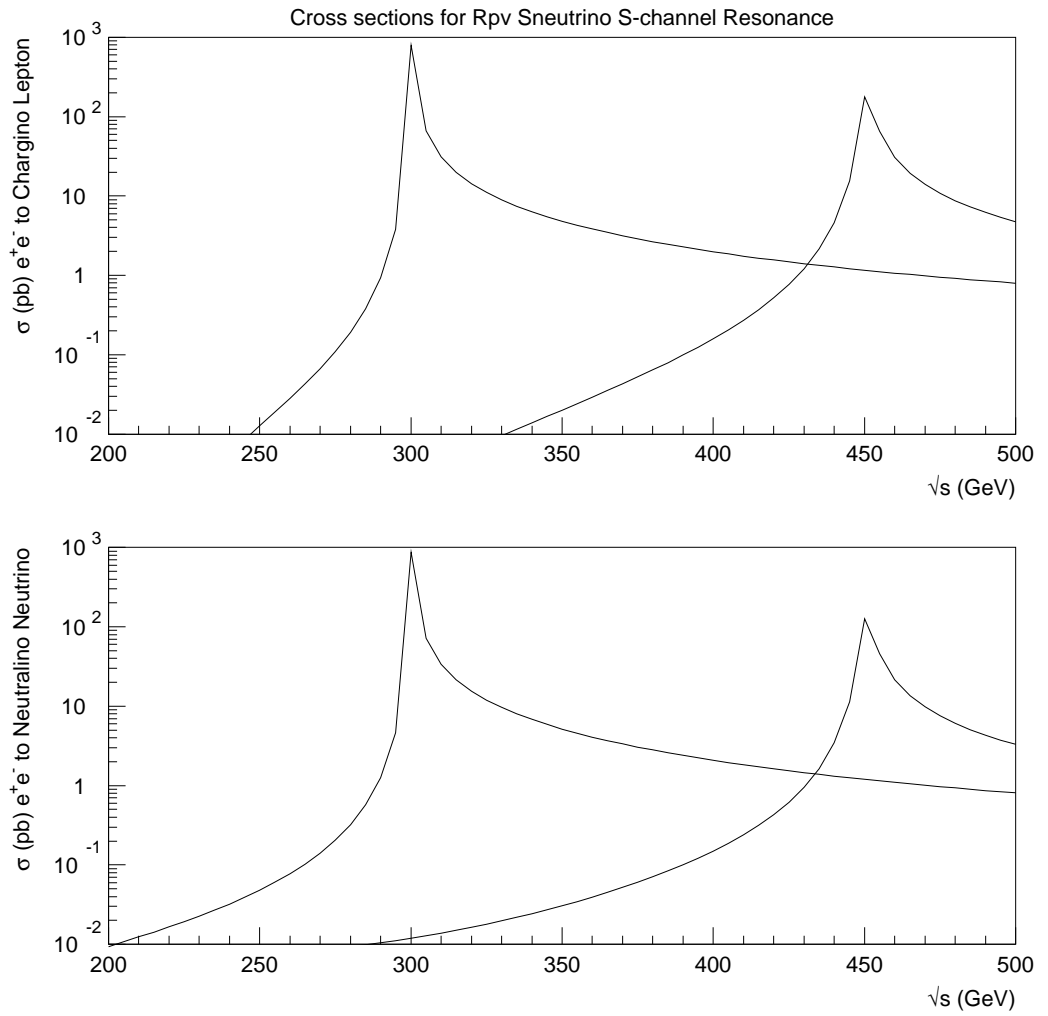 Cross sections for Rpv Sneutrino S-channel Resonance
σ (pb) e⁺e⁻ to Chargino Lepton
10³
10²
10
1
10⁻¹
10⁻²
200 250 300 350 400 450 500
√s (GeV)
σ (pb) e⁺e⁻ to Neutralino Neutrino
10³
10²
10
1
10⁻¹
10⁻²
200 250 300 350 400 450 500
√s (GeV)